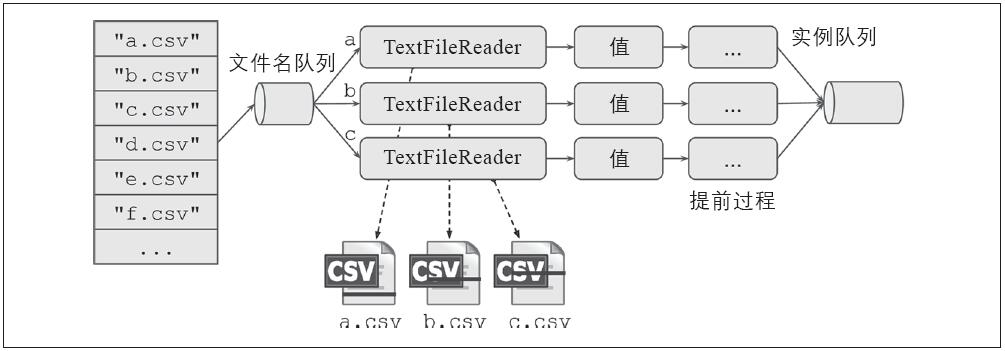 "a.csv"
"b.csv"
"c.csv"
"d.csv"
"e.csv"
"f.csv"
...
文件名队列
a
TextFileReader
值
...
b
TextFileReader
值
...
c
TextFileReader
值
...
实例队列
提前过程
CSV
CSV
CSV
a.csv
b.csv
c.csv